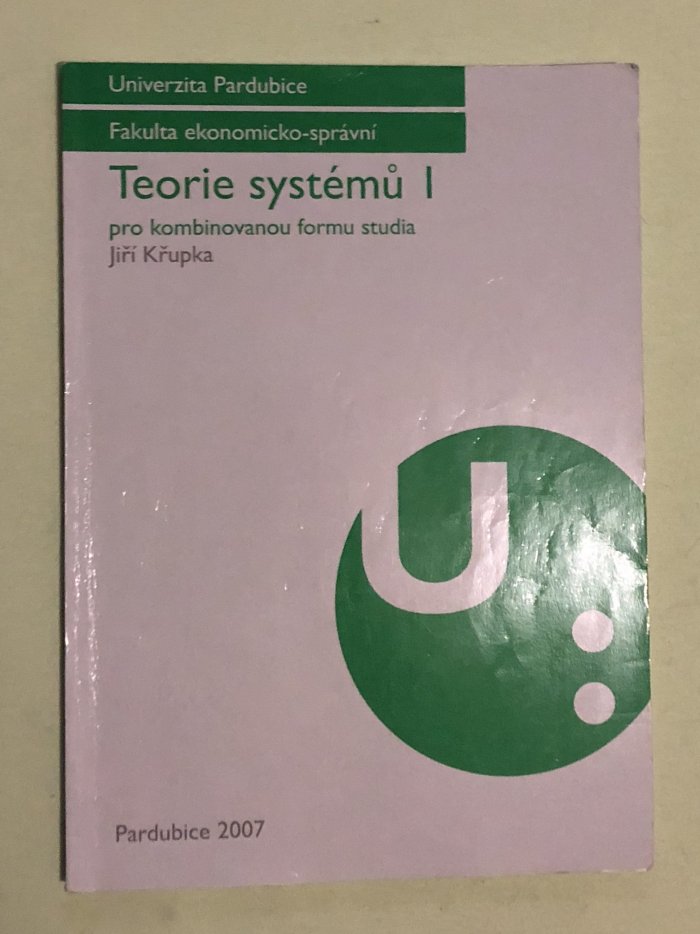 Univerzita Pardubice
Fakulta ekonomicko-správní
Teorie systémů I
pro kombinovanou formu studia
Jiří Křupka
U:
Pardubice 2007